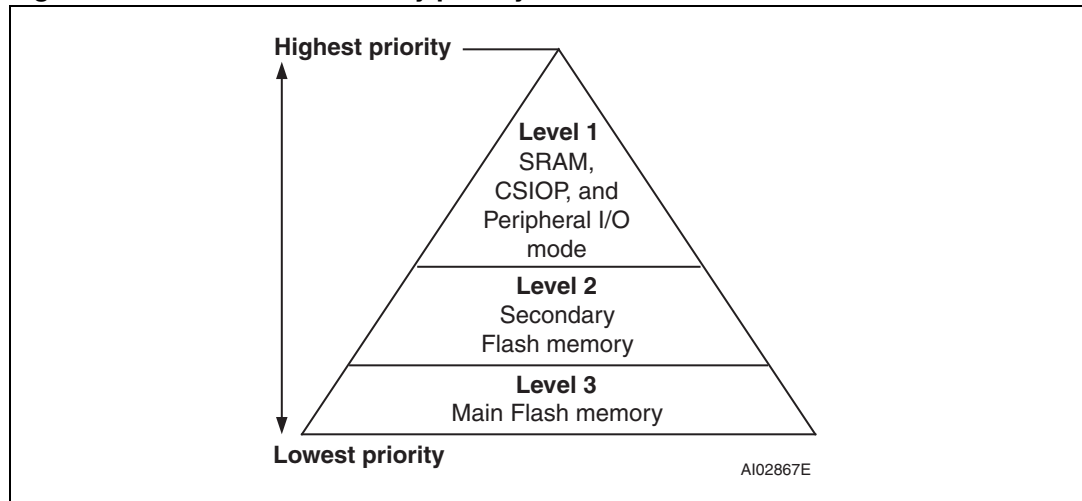 Highest priority
Level 1
SRAM,
CSIOP, and
Peripheral I/O
mode
Level 2
Secondary
Flash memory
Level 3
Main Flash memory
Lowest priority
AI02867E